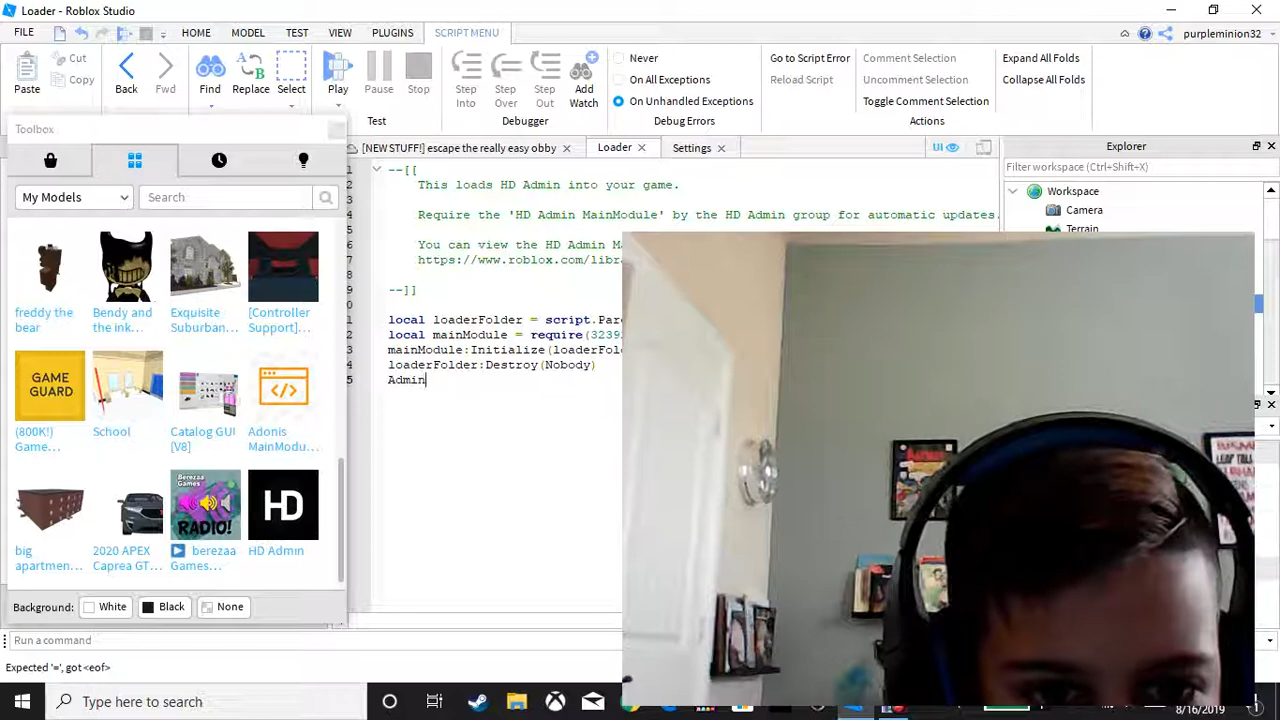 Loader - Roblox Studio
FILE HOME MODEL TEST VIEW PLUGINS SCRIPT MENU purpleminion32
Paste Cut Copy Back Fwd Find Replace Select Play Pause Stop Step Into Step Over Step Out Add Watch
Never
On All Exceptions
On Unhandled Exceptions
Go to Script Error
Reload Script
Comment Selection
Uncomment Selection
Toggle Comment Selection
Expand All Folds
Collapse All Folds
Test Debugger Debug Errors Actions
Toolbox
My Models Search
freddy the bear
Bendy and the ink...
Exquisite Suburban...
[Controller Support]...
GAME GUARD
(800K!) Game...
School
Catalog GUI [V8]
Adonis MainModu...
big apartmen...
2020 APEX Caprea GT...
Berezaa Games RADIO!
berezaa Games...
HD
HD Admin
Background: White Black None
[NEW STUFF!] escape the really easy obby Loader Settings UI
--[[
This loads HD Admin into your game.
Require the 'HD Admin MainModule' by the HD Admin group for automatic updates.
You can view the HD Admin M
https://www.roblox.com/libr
--]]
local loaderFolder = script.Par
local mainModule = require(3239
mainModule:Initialize(loaderFol
loaderFolder:Destroy(Nobody)
Admin
Explorer
Filter workspace (Ctrl+Shift+X)
Workspace
Camera
Terrain
Run a command
Expected '=', got <eof>
Type here to search
8/16/2019